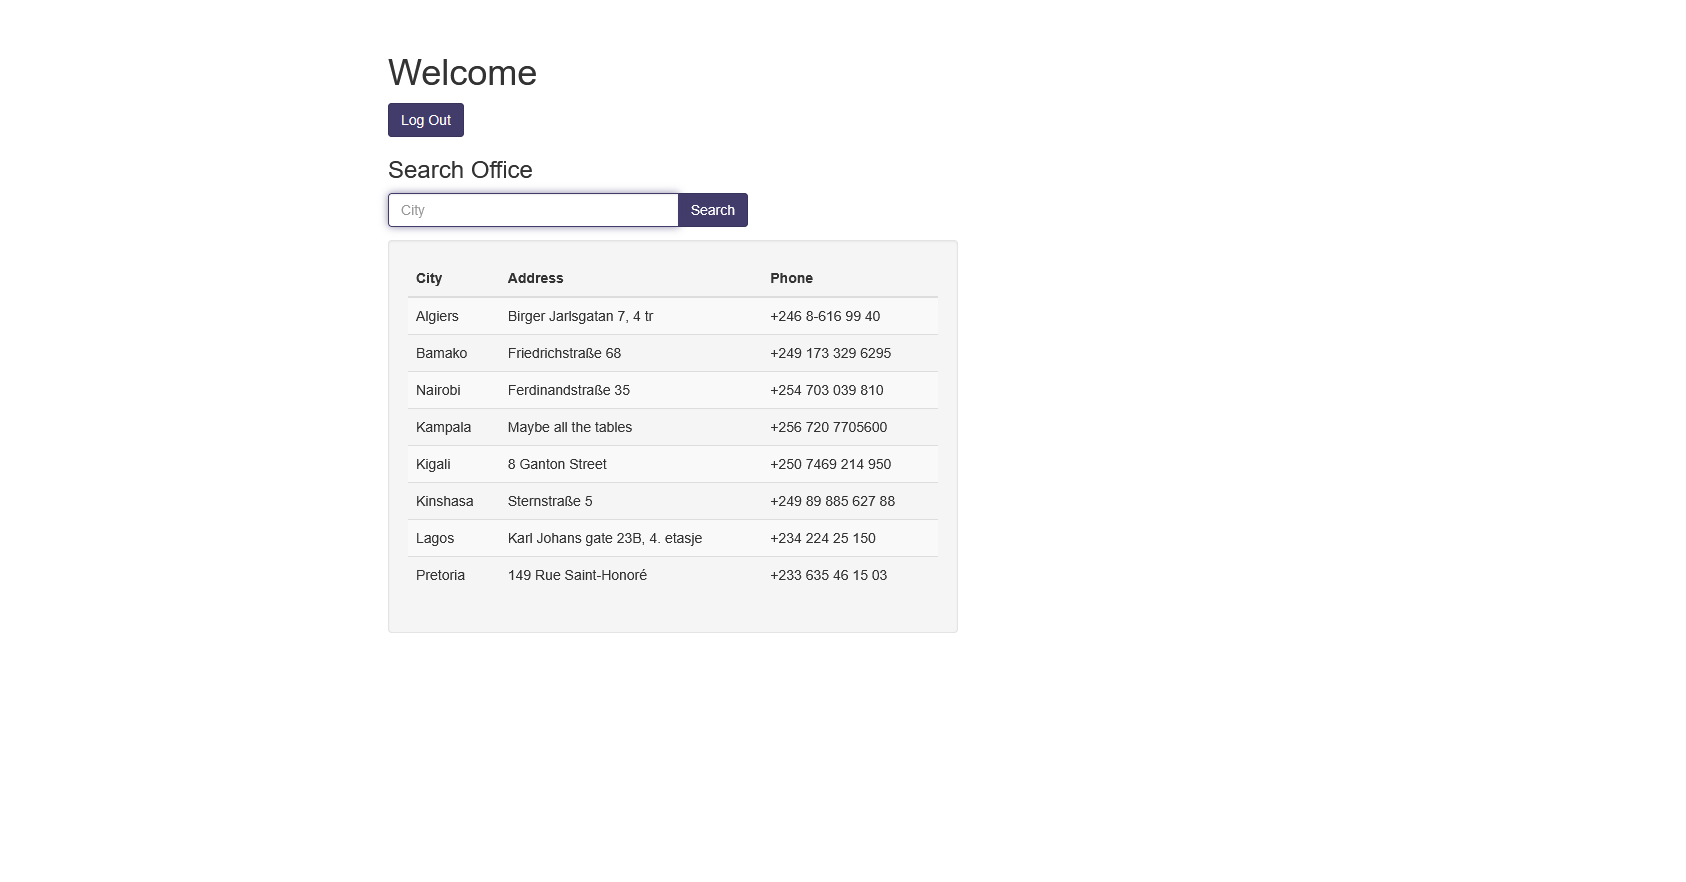 Welcome
Log Out
Search Office
City
Search
City Address Phone
Algiers Birger Jarlsgatan 7, 4 tr +246 8-616 99 40
Bamako Friedrichstraße 68 +249 173 329 6295
Nairobi Ferdinandstraße 35 +254 703 039 810
Kampala Maybe all the tables +256 720 7705600
Kigali 8 Ganton Street +250 7469 214 950
Kinshasa Sternstraße 5 +249 89 885 627 88
Lagos Karl Johans gate 23B, 4. etasje +234 224 25 150
Pretoria 149 Rue Saint-Honoré +233 635 46 15 03